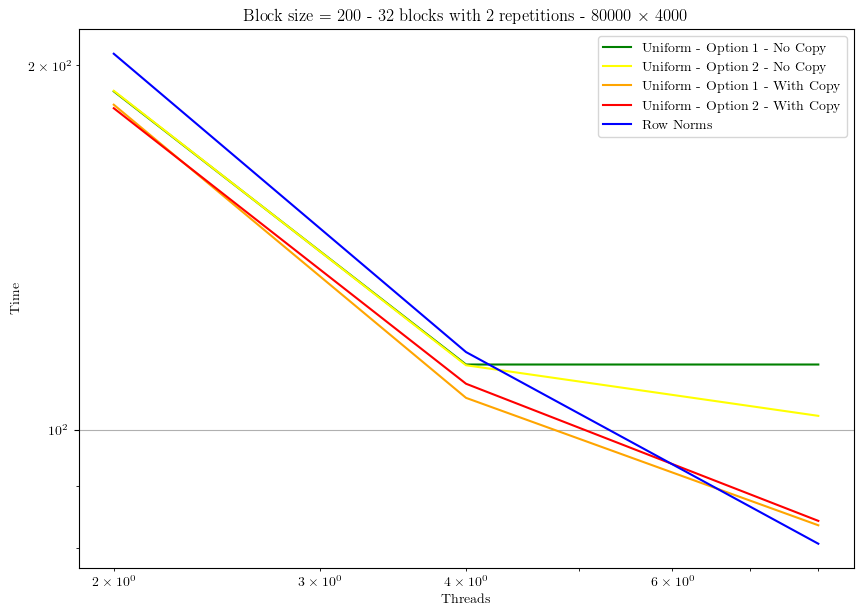 Block size = 200 - 32 blocks with 2 repetitions - 80000 × 4000
Uniform - Option 1 - No Copy
Uniform - Option 2 - No Copy
Uniform - Option 1 - With Copy
Uniform - Option 2 - With Copy
Row Norms
2 × 10²
10²
Time
2 × 10⁰ 3 × 10⁰ 4 × 10⁰ 6 × 10⁰
Threads